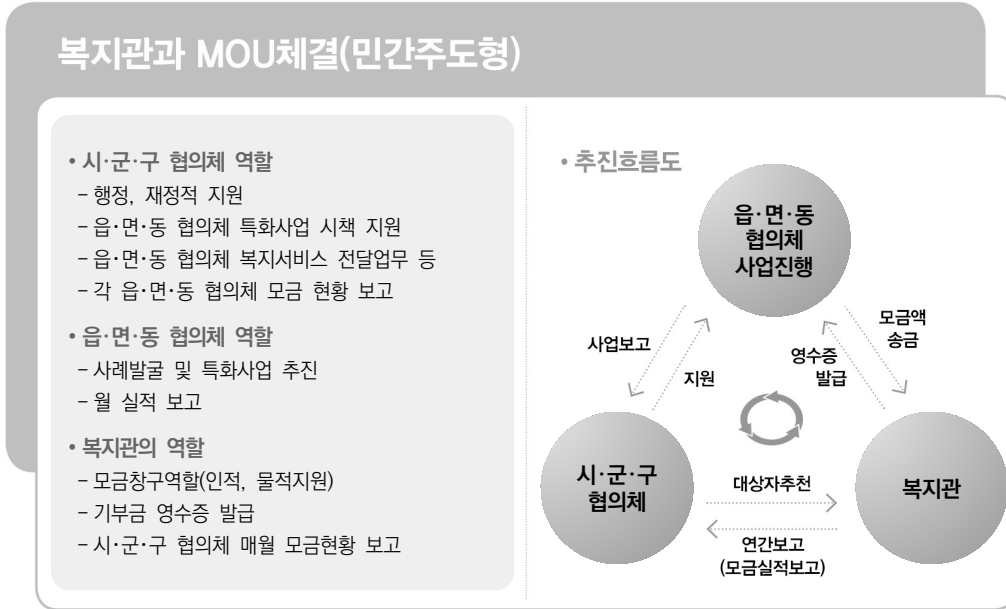 복지관과 MOU체결(민간주도형)
• 시·군·구 협의체 역할
– 행정, 재정적 지원
– 읍·면·동 협의체 특화사업 시책 지원
– 읍·면·동 협의체 복지서비스 전달업무 등
– 각 읍·면·동 협의체 모금 현황 보고
• 읍·면·동 협의체 역할
– 사례발굴 및 특화사업 추진
– 월 실적 보고
• 복지관의 역할
– 모금창구역할(인적, 물적지원)
– 기부금 영수증 발급
– 시·군·구 협의체 매월 모금현황 보고
• 추진흐름도
읍·면·동
협의체
사업진행
사업보고
지원
영수증
발급
모금액
송금
시·군·구
협의체
대상자추천
연간보고
(모금실적보고)
복지관